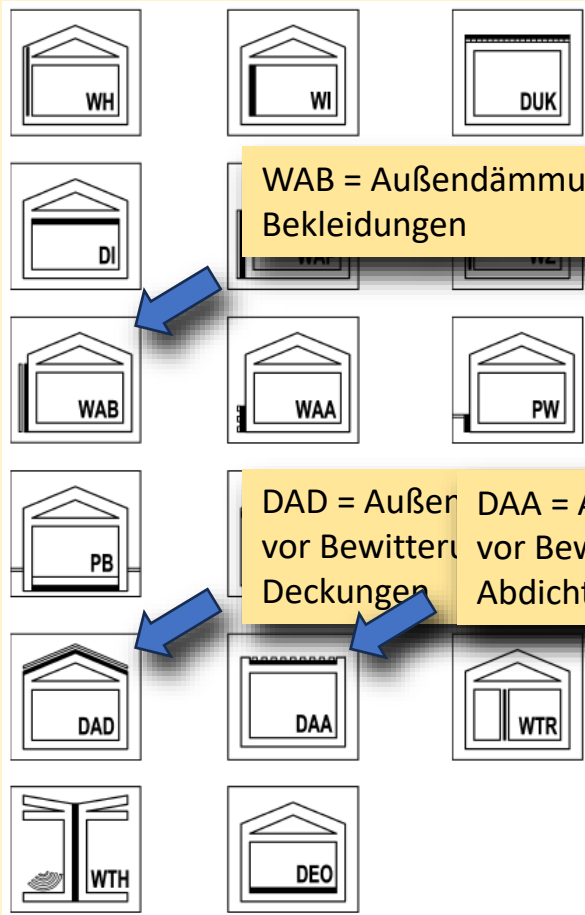 WH
WI
DUK
WAB = Außendämmu
Bekleidungen
DI
WAB
WAA
PW
PB
DAD = Außen
vor Bewitteru
Deckungen
DAA = A
vor Bew
Abdicht
DAD
DAA
WTR
WTH
DEO